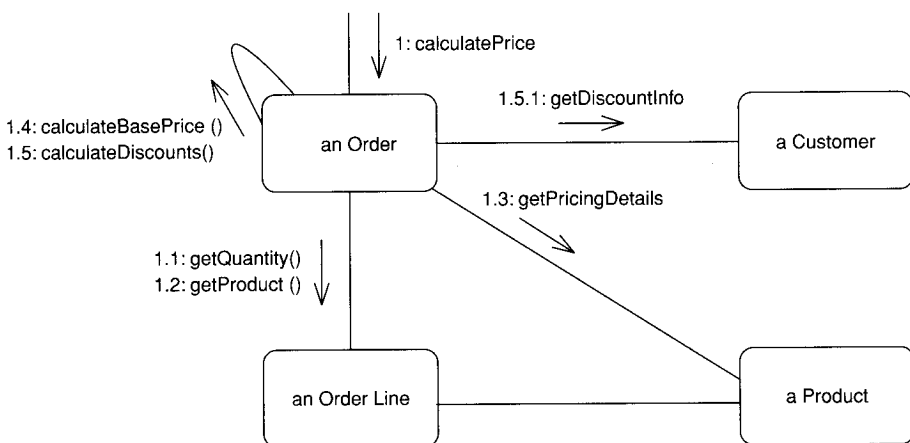 1: calculatePrice
1.5.1: getDiscountInfo
1.4: calculateBasePrice ()
1.5: calculateDiscounts()
an Order
a Customer
1.3: getPricingDetails
1.1: getQuantity()
1.2: getProduct ()
an Order Line
a Product